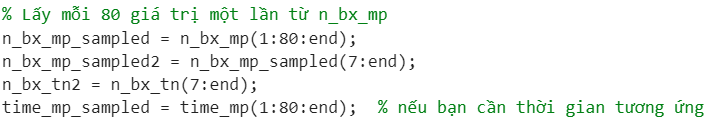 % Lấy mỗi 80 giá trị một lần từ n_bx_mp
n_bx_mp_sampled = n_bx_mp(1:80:end);
n_bx_mp_sampled2 = n_bx_mp_sampled(7:end);
n_bx_tn2 = n_bx_tn(7:end);
time_mp_sampled = time_mp(1:80:end);  % nếu bạn cần thời gian tương ứng